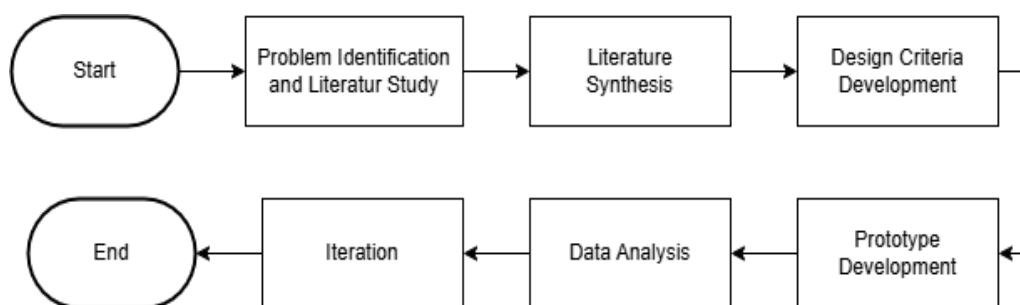 Start
Problem Identification
and Literatur Study
Literature
Synthesis
Design Criteria
Development
Prototype
Development
Data Analysis
Iteration
End